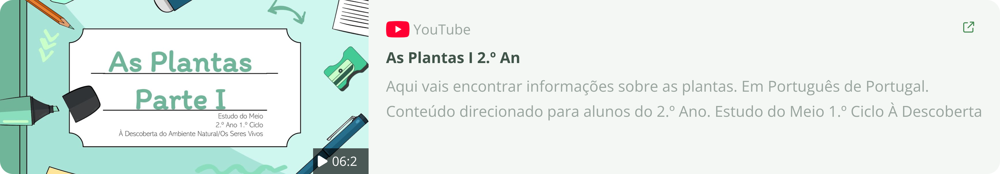 As Plantas
Parte I
Estudo do Meio
2.º Ano 1.º Ciclo
À Descoberta do Ambiente Natural/Os Seres Vivos
06:2
YouTube
As Plantas I 2.º An
Aqui vais encontrar informações sobre as plantas. Em Português de Portugal.
Conteúdo direcionado para alunos do 2.º Ano. Estudo do Meio 1.º Ciclo À Descoberta